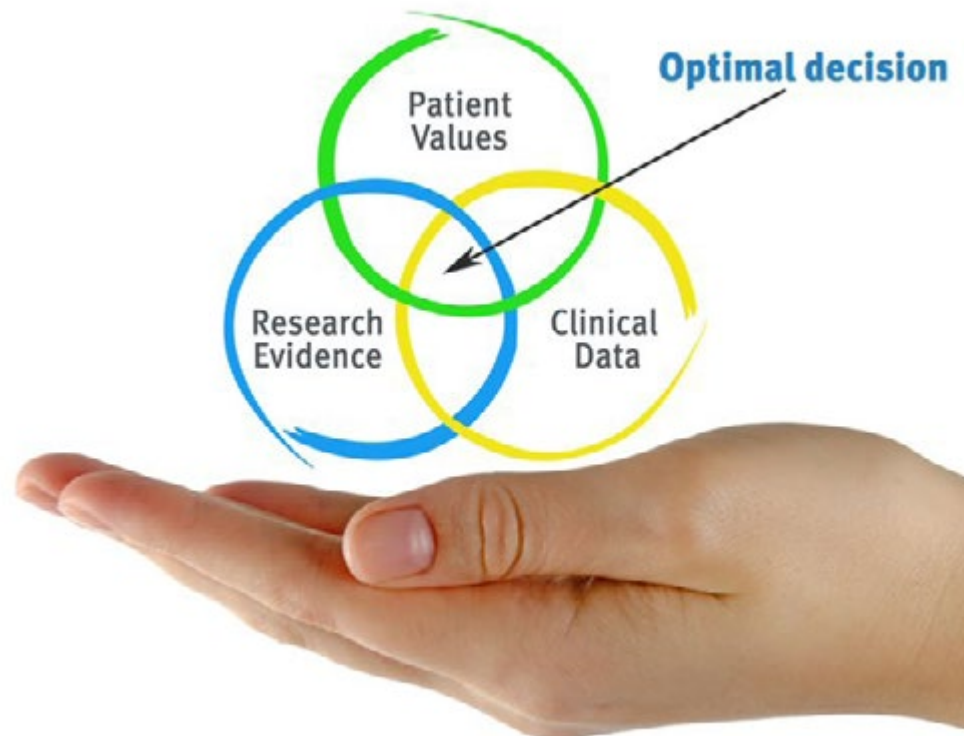 Optimal decision
Patient
Values
Research
Evidence
Clinical
Data